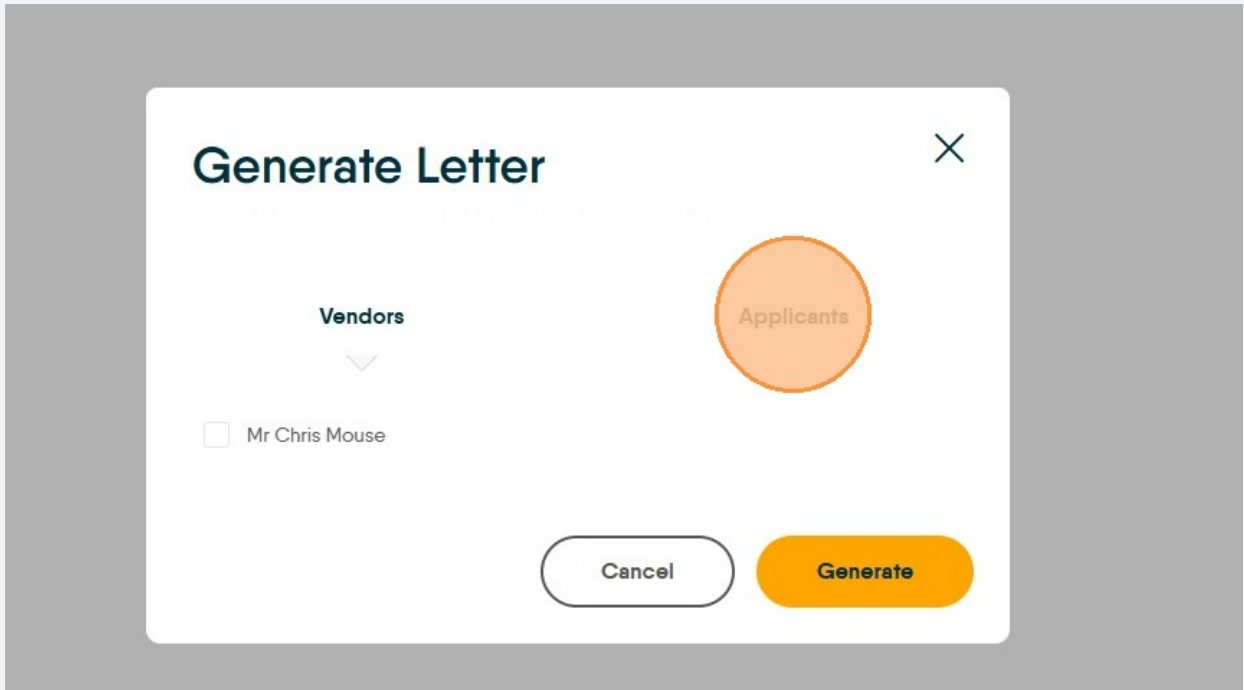 Generate Letter
Vendors
Applicants
Mr Chris Mouse
Cancel
Generate